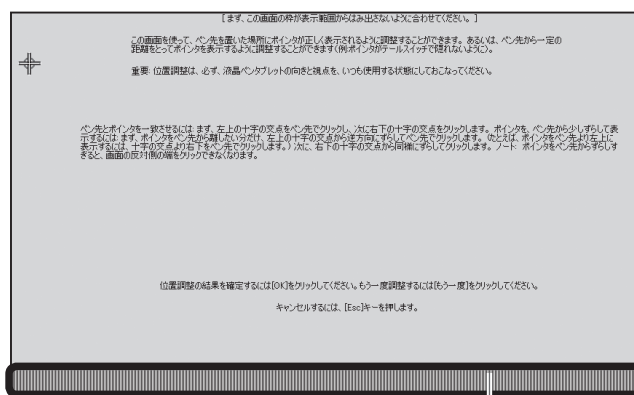 [ まず、この画面の枠が表示範囲からはみ出さないように合わせてください。 ]
この画面を使って、ペン先を置いた場所にポインタが正しく表示されるように調整することができます。あるいは、ペン先から一定の
距離をとってポインタを表示するように調整することができます(例:ポインタがテールスイッチで隠れないように)。
重要: 位置調整は、必ず、液晶ペンタブレットの向きと視点を、いつも使用する状態にしておこなってください。
ペン先とポインタを一致させるには: まず、左上の十字の交点をペン先でクリックし、次に右下の十字の交点をクリックします。ポインタを、ペン先から少しずらして表
示するには: まず、ポインタをペン先から離したい分だけ、左上の十字の交点から逆方向にずらしてペン先でクリックします。(たとえば、ポインタをペン先より左上に
表示するには、十字の交点より右下をペン先でクリックします。) 次に、右下の十字の交点から同様にずらしてクリックします。ノート: ポインタをペン先からずらしす
ぎると、画面の反対側の端をクリックできなくなります。
位置調整の結果を確定するには[OK]をクリックしてください。もう一度調整するには[もう一度]をクリックしてください。
キャンセルするには、[Esc]キーを押します。